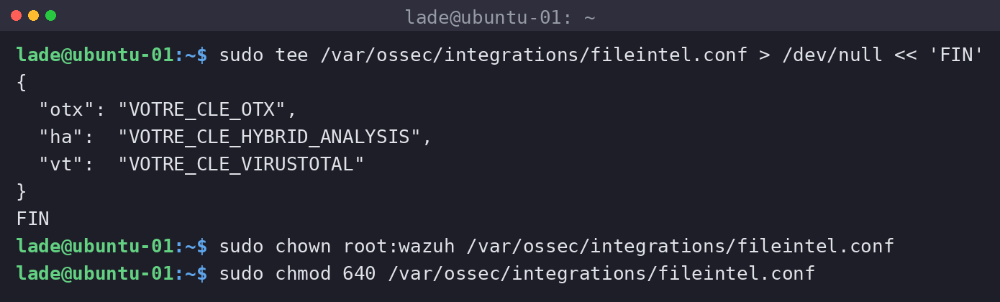 lade@ubuntu-01: ~
lade@ubuntu-01:~$ sudo tee /var/ossec/integrations/fileintel.conf > /dev/null << 'FIN'
{
  "otx": "VOTRE_CLE_OTX",
  "ha":  "VOTRE_CLE_HYBRID_ANALYSIS",
  "vt":  "VOTRE_CLE_VIRUSTOTAL"
}
FIN
lade@ubuntu-01:~$ sudo chown root:wazuh /var/ossec/integrations/fileintel.conf
lade@ubuntu-01:~$ sudo chmod 640 /var/ossec/integrations/fileintel.conf